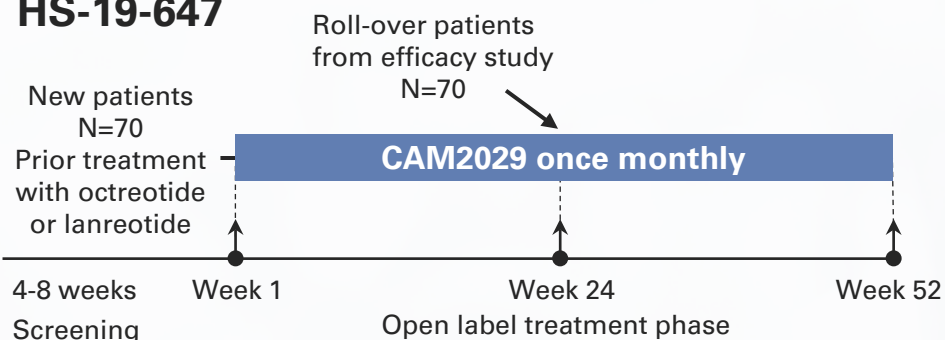 HS-19-647
Roll-over patients
from efficacy study
N=70
New patients
N=70
Prior treatment
with octreotide
or lanreotide
CAM2029 once monthly
4-8 weeks
Week 1
Week 24
Week 52
Screening
Open label treatment phase